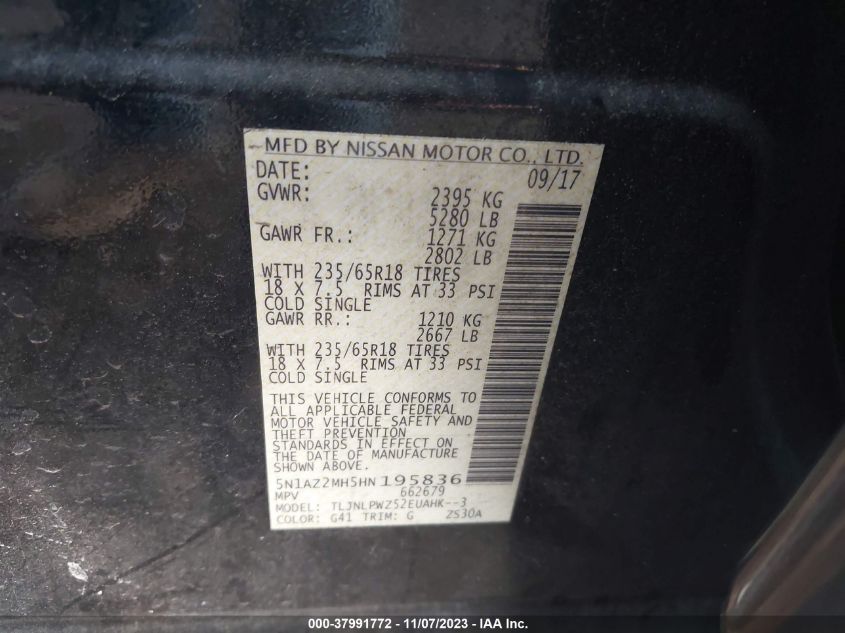 MFD BY NISSAN MOTOR CO., LTD.
DATE: 09/17
GVWR: 2395 KG
5280 LB
GAWR FR.: 1271 KG
2802 LB
WITH 235/65R18 TIRES
18 X 7.5 RIMS AT 33 PSI
COLD SINGLE
GAWR RR.: 1210 KG
2667 LB
WITH 235/65R18 TIRES
18 X 7.5 RIMS AT 33 PSI
COLD SINGLE
THIS VEHICLE CONFORMS TO
ALL APPLICABLE FEDERAL
MOTOR VEHICLE SAFETY AND
THEFT PREVENTION
STANDARDS IN EFFECT ON
THE DATE OF MANUFACTURE
SHOWN ABOVE.
5N1AZ2MH5HN195836
MPV 662679
MODEL: TLJNLPWZ52EUAHK--3
COLOR: G41 TRIM: G ZS30A
000-37991772 - 11/07/2023 - IAA Inc.